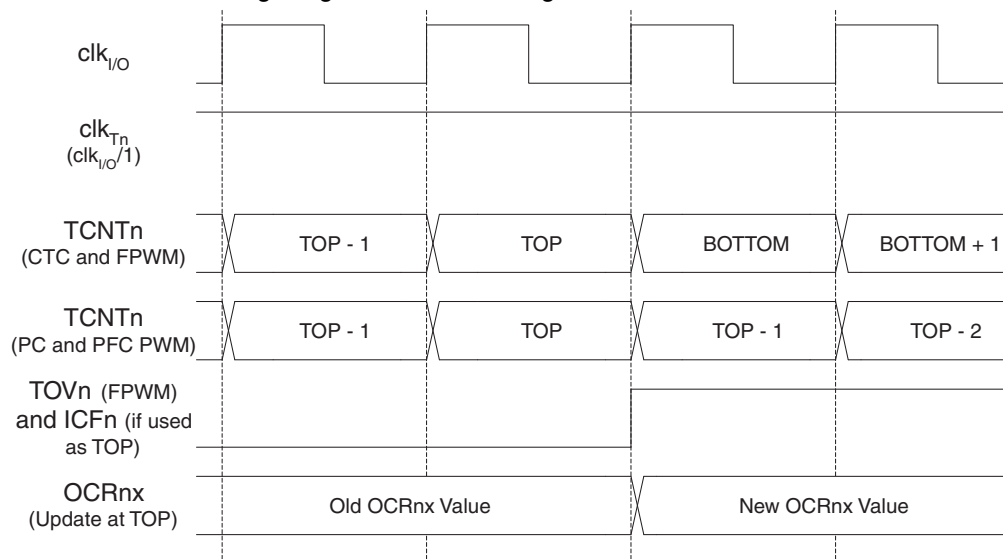 clkI/O
clkTn
(clkI/O/1)
TCNTn
(CTC and FPWM)
TOP - 1
TOP
BOTTOM
BOTTOM + 1
TCNTn
(PC and PFC PWM)
TOP - 1
TOP
TOP - 1
TOP - 2
TOVn (FPWM)
and ICFn (if used
as TOP)
OCRnx
(Update at TOP)
Old OCRnx Value
New OCRnx Value